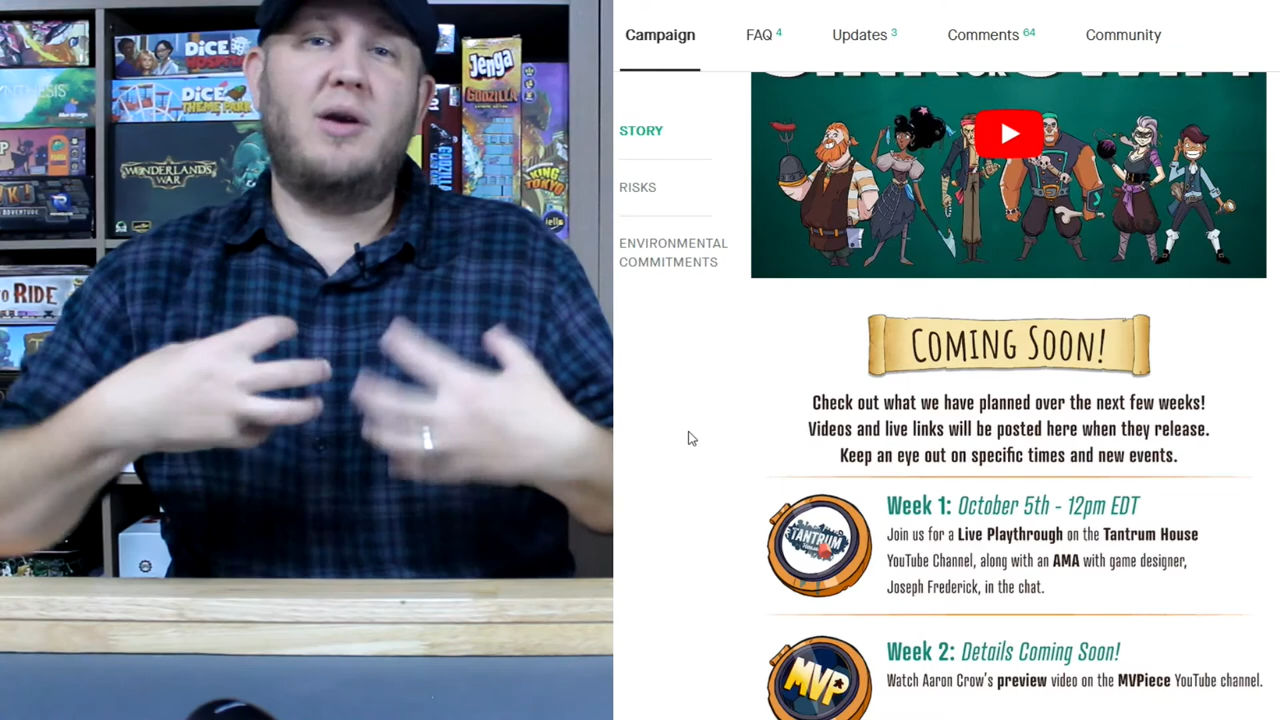 DiCE
HOSPITAL
DiCE
THEME PARK
WONDERLANDS
WAR
Jenga
GODZILLA
GODZILLA
KING
TOKYO
NTHESIS
ADVENTURE
TO RIDE
Campaign
FAQ 4
Updates 3
Comments 64
Community
STORY
RISKS
ENVIRONMENTAL
COMMITMENTS
COMING SOON!
Check out what we have planned over the next few weeks!
Videos and live links will be posted here when they release.
Keep an eye out on specific times and new events.
TANTRUM
Week 1: October 5th - 12pm EDT
Join us for a Live Playthrough on the Tantrum House
YouTube Channel, along with an AMA with game designer,
Joseph Frederick, in the chat.
MVP
Week 2: Details Coming Soon!
Watch Aaron Crow's preview video on the MVPiece YouTube channel.